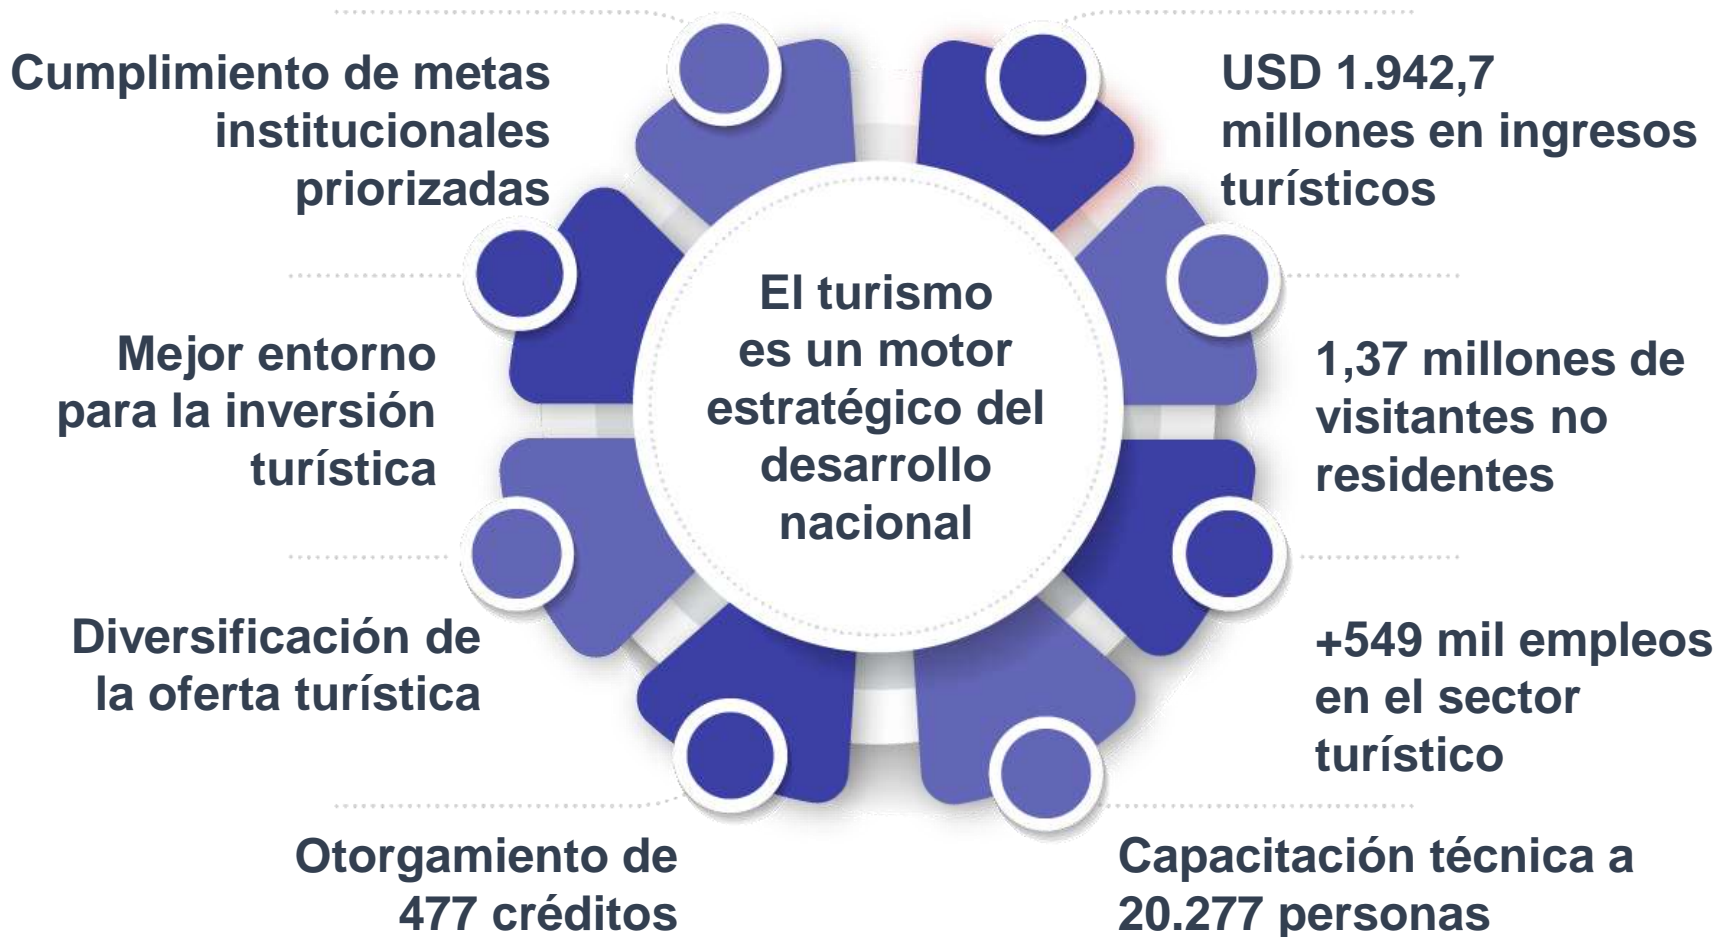 Cumplimiento de metas
institucionales
priorizadas
USD 1.942,7
millones en ingresos
turísticos
El turismo
es un motor
estratégico del
desarrollo
nacional
Mejor entorno
para la inversión
turística
1,37 millones de
visitantes no
residentes
Diversificación de
la oferta turística
+549 mil empleos
en el sector
turístico
Otorgamiento de
477 créditos
Capacitación técnica a
20.277 personas